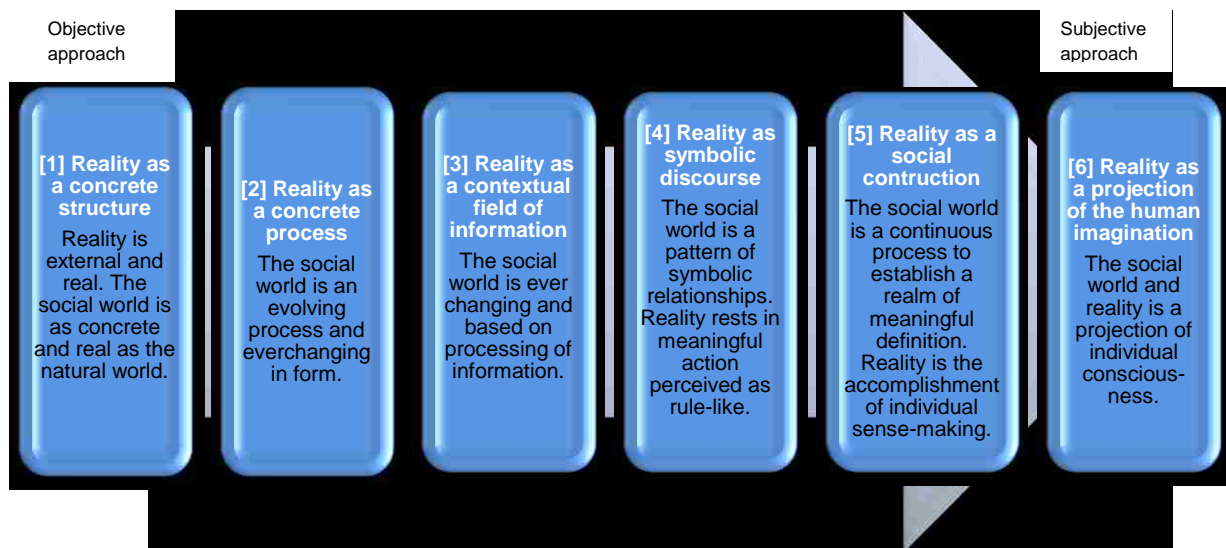 Objective
approach
Subjective
approach
[1] Reality as
a concrete
structure
Reality is
external and
real. The
social world is
as concrete
and real as the
natural world.
[2] Reality as
a concrete
process
The social
world is an
evolving
process and
everchanging
in form.
[3] Reality as
a contextual
field of
information
The social
world is ever
changing and
based on
processing of
information.
[4] Reality as
symbolic
discourse
The social
world is a
pattern of
symbolic
relationships.
Reality rests in
meaningful
action
perceived as
rule-like.
[5] Reality as a
social
contruction
The social world
is a continuous
process to
establish a
realm of
meaningful
definition.
Reality is the
accomplishment
of individual
sense-making.
[6] Reality as
a projection
of the human
imagination
The social
world and
reality is a
projection of
individual
conscious-
ness.